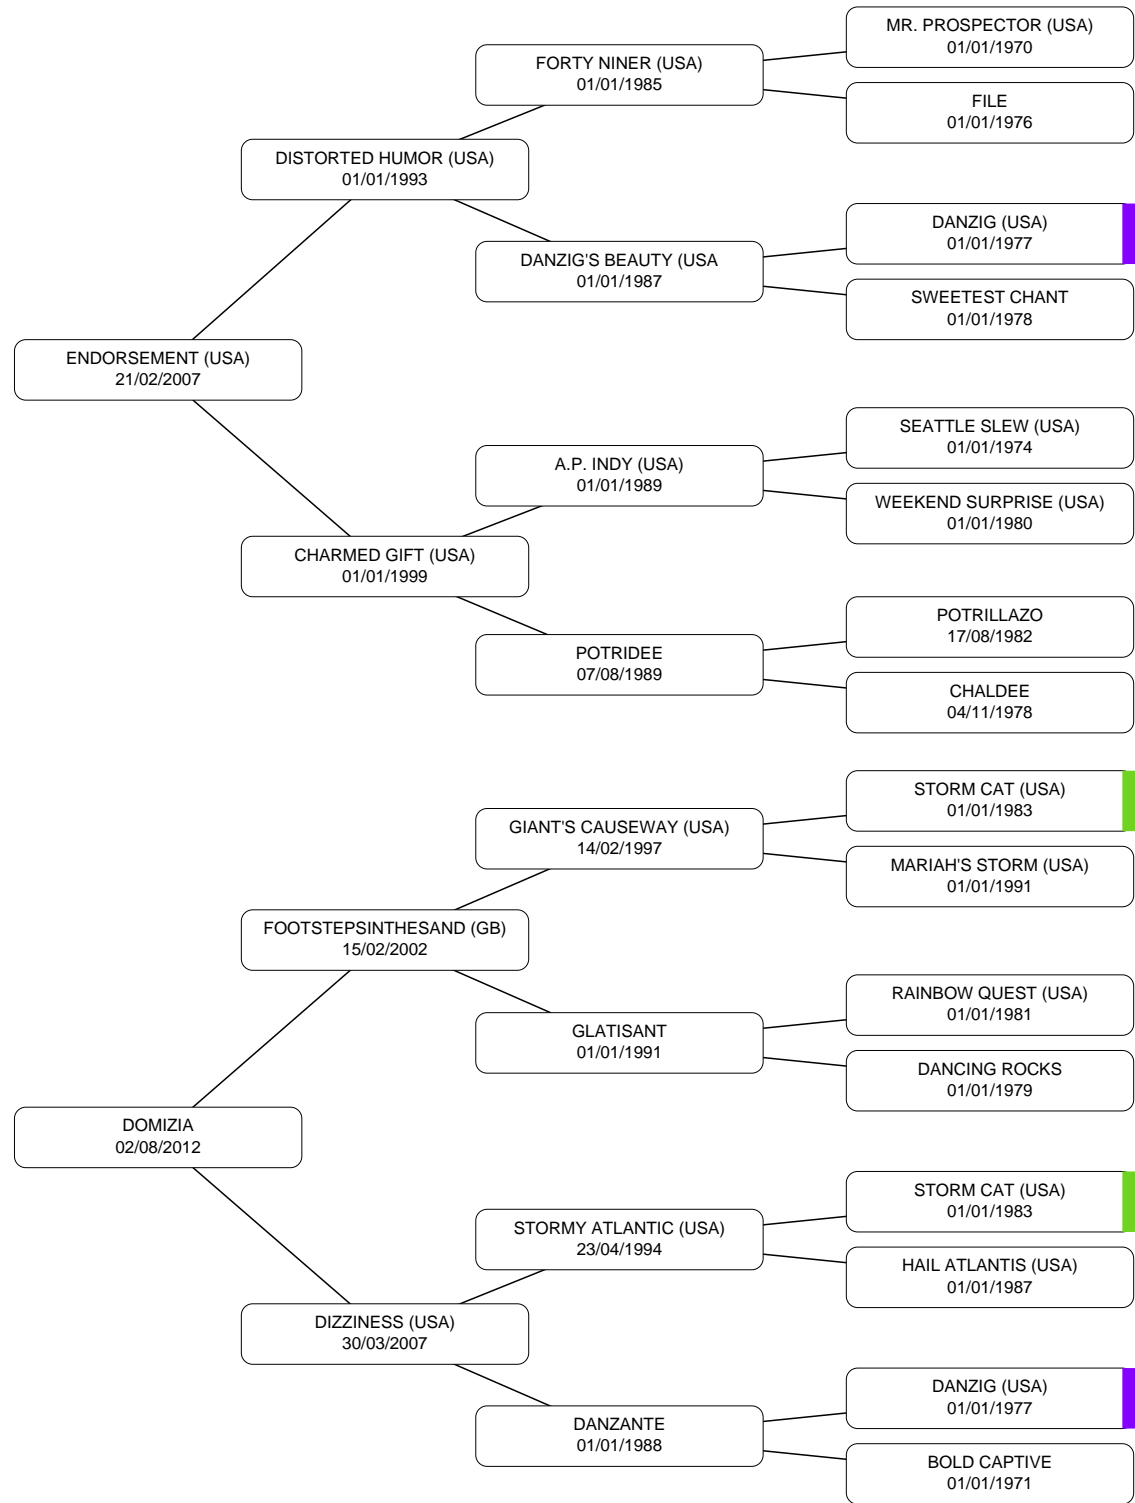 MR. PROSPECTOR (USA)
01/01/1970
FORTY NINER (USA)
01/01/1985
FILE
01/01/1976
DISTORTED HUMOR (USA)
01/01/1993
DANZIG (USA)
01/01/1977
DANZIG'S BEAUTY (USA
01/01/1987
SWEETEST CHANT
01/01/1978
ENDORSEMENT (USA)
21/02/2007
SEATTLE SLEW (USA)
01/01/1974
A.P. INDY (USA)
01/01/1989
WEEKEND SURPRISE (USA)
01/01/1980
CHARMED GIFT (USA)
01/01/1999
POTRILLAZO
17/08/1982
POTRIDEE
07/08/1989
CHALDEE
04/11/1978
STORM CAT (USA)
01/01/1983
GIANT'S CAUSEWAY (USA)
14/02/1997
MARIAH'S STORM (USA)
01/01/1991
FOOTSTEPSINTHESAND (GB)
15/02/2002
RAINBOW QUEST (USA)
01/01/1981
GLATISANT
01/01/1991
DANCING ROCKS
01/01/1979
DOMIZIA
02/08/2012
STORM CAT (USA)
01/01/1983
STORMY ATLANTIC (USA)
23/04/1994
HAIL ATLANTIS (USA)
01/01/1987
DIZZINESS (USA)
30/03/2007
DANZIG (USA)
01/01/1977
DANZANTE
01/01/1988
BOLD CAPTIVE
01/01/1971